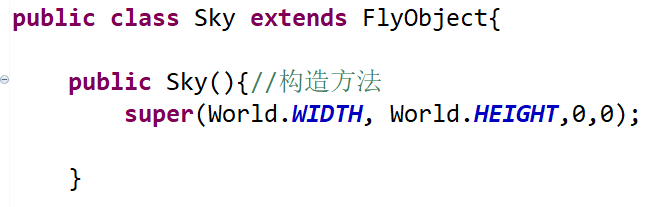 public class Sky extends FlyObject{
public Sky(){//构造方法
super(World.WIDTH, World.HEIGHT,0,0);
}